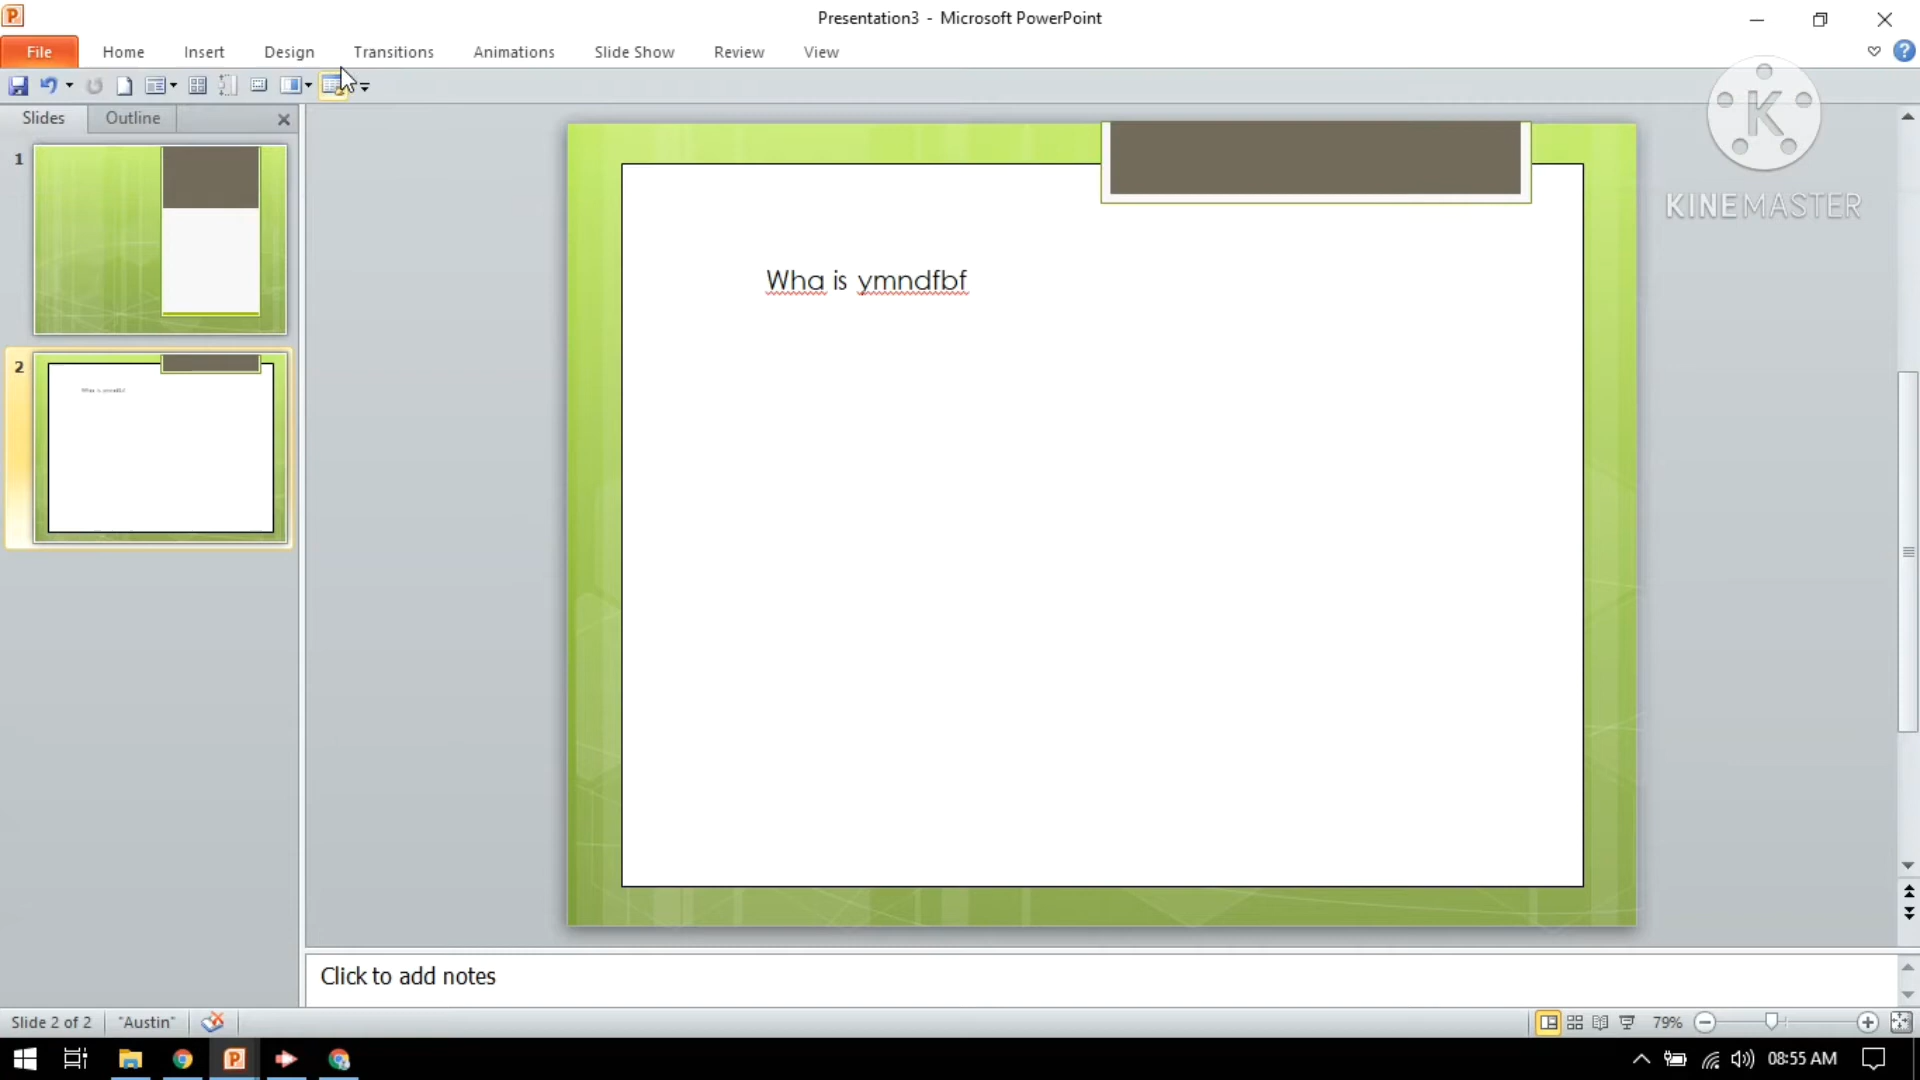 Presentation3 - Microsoft PowerPoint
File Home Insert Design Transitions Animations Slide Show Review View
Slides Outline
KINEMASTER
1
2
Wha is ymndfbf
Click to add notes
Slide 2 of 2 "Austin" 79%
08:55 AM